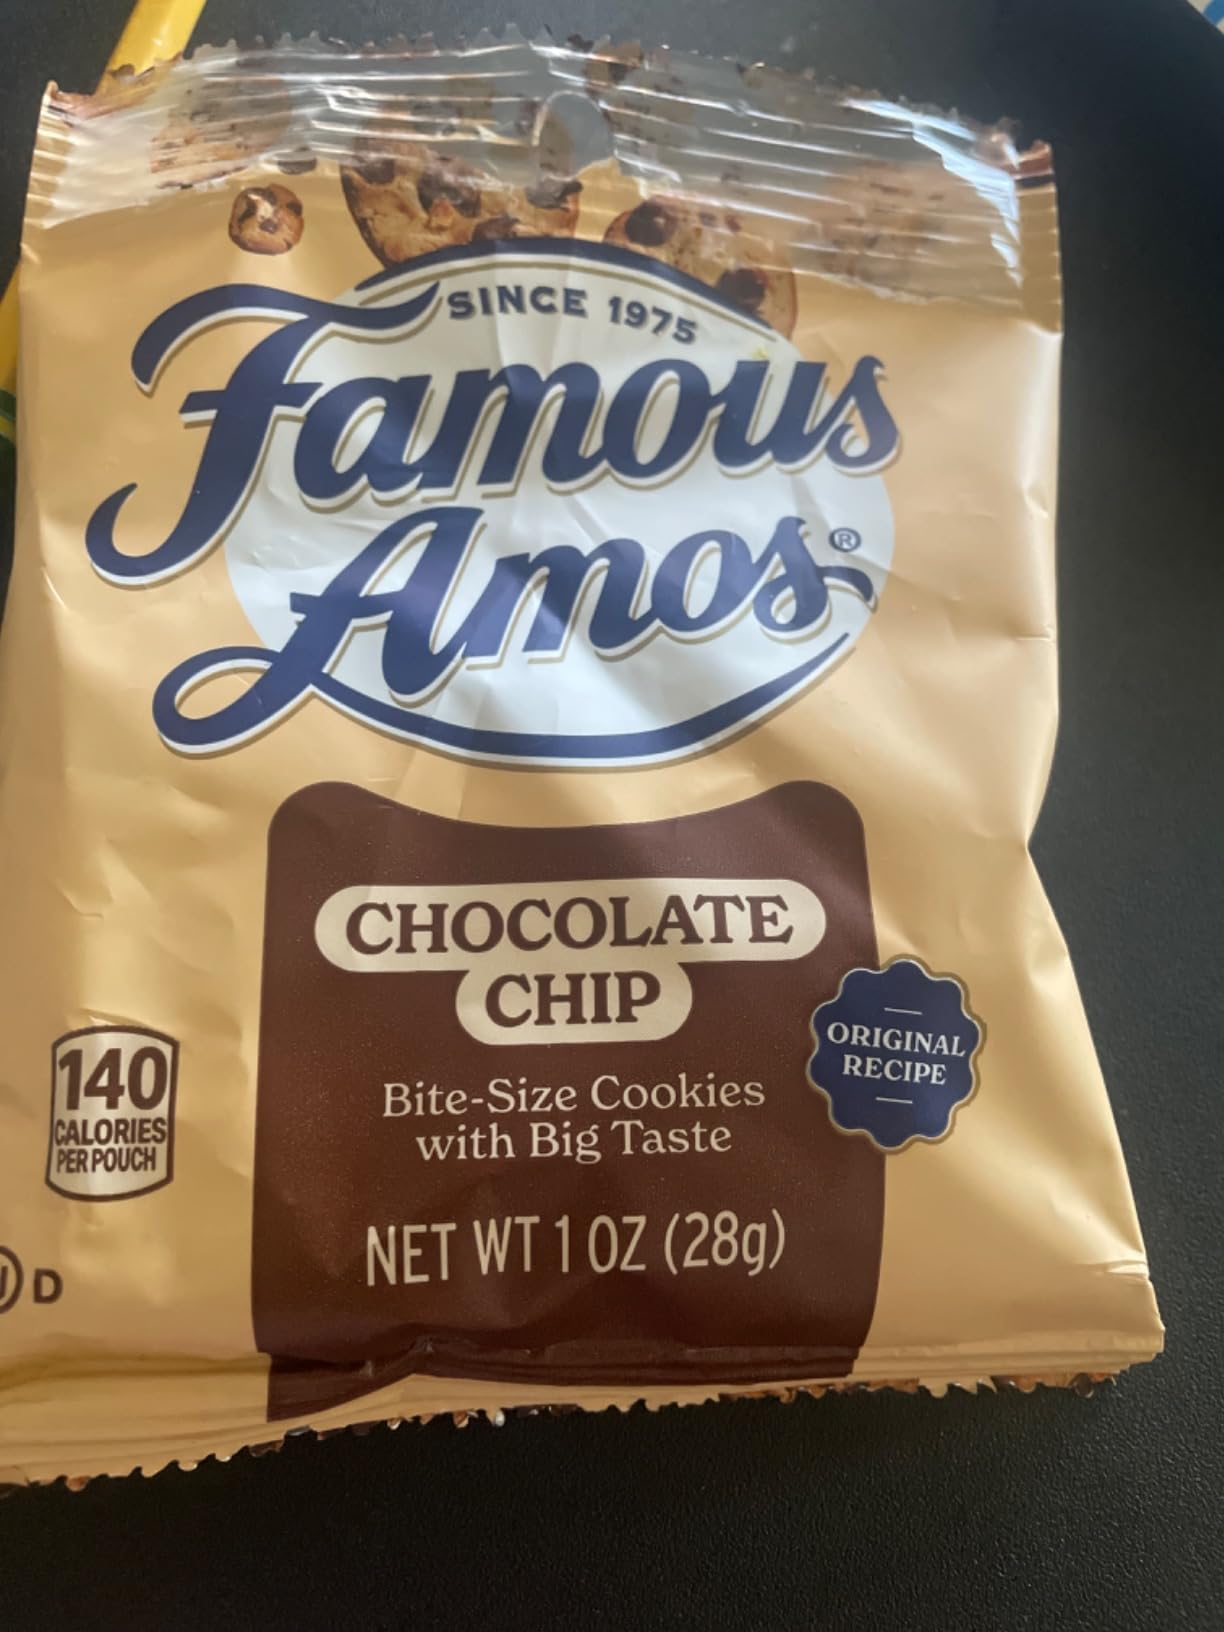 SINCE 1975
Famous
Amos®
CHOCOLATE
CHIP
ORIGINAL
RECIPE
Bite-Size Cookies
with Big Taste
140
CALORIES
PER POUCH
NET WT 1 OZ (28g)
D